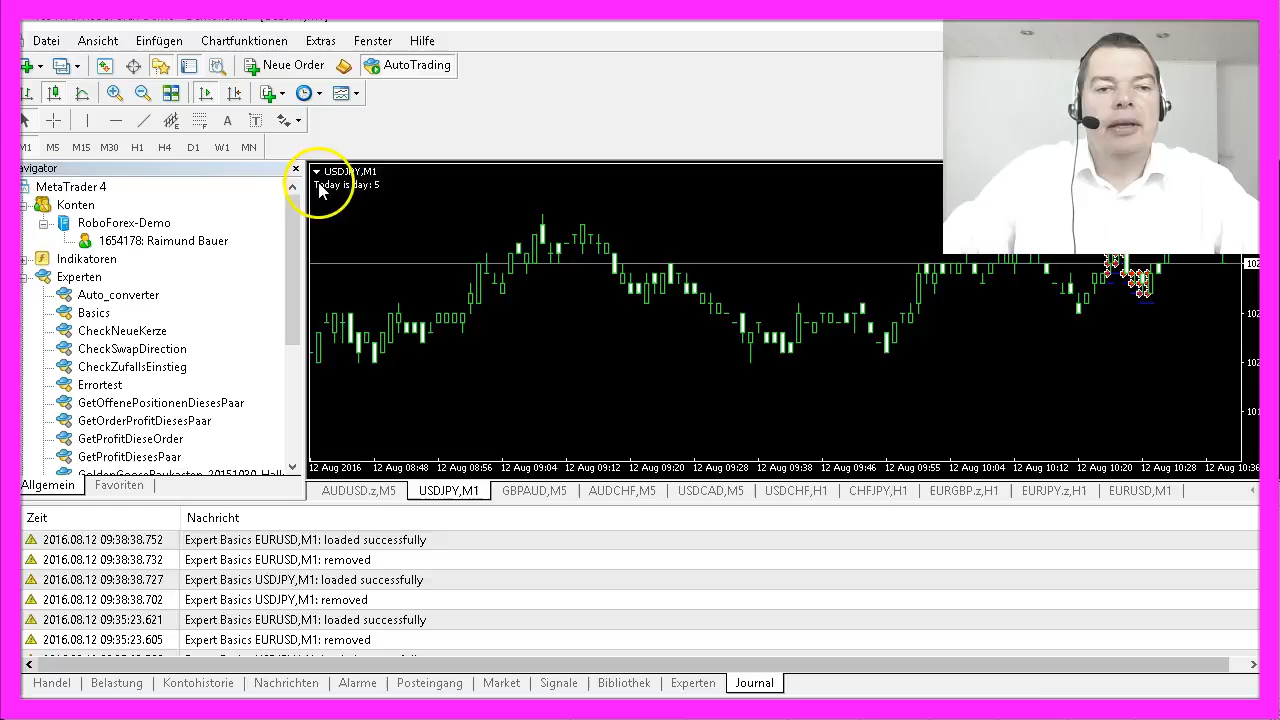 Datei Ansicht Einfügen Chartfunktionen Extras Fenster Hilfe
Neue Order AutoTrading
A T
M1 M5 M15 M30 H1 H4 D1 W1 MN
avigator
MetaTrader 4
Konten
RoboForex-Demo
1654178: Raimund Bauer
Indikatoren
Experten
Auto_converter
Basics
CheckNeueKerze
CheckSwapDirection
CheckZufallsEinstieg
Errortest
GetOffenePositionenDiesesPaar
GetOrderProfitDiesesPaar
GetProfitDieseOrder
GetProfitDiesesPaar
Allgemein Favoriten
USDJPY,M1
Today is day: 5
102
102
102
101
12 Aug 2016 12 Aug 08:48 12 Aug 08:56 12 Aug 09:04 12 Aug 09:12 12 Aug 09:20 12 Aug 09:28 12 Aug 09:38 12 Aug 09:46 12 Aug 09:55 12 Aug 10:04 12 Aug 10:12 12 Aug 10:20 12 Aug 10:28 12 Aug 10:36
AUDUSD.z,M5 USDJPY,M1 GBPAUD,M5 AUDCHF,M5 USDCAD,M5 USDCHF,H1 CHFJPY,H1 EURGBP.z,H1 EURJPY.z,H1 EURUSD,M1
Zeit Nachricht
2016.08.12 09:38:38.752 Expert Basics EURUSD,M1: loaded successfully
2016.08.12 09:38:38.732 Expert Basics EURUSD,M1: removed
2016.08.12 09:38:38.727 Expert Basics USDJPY,M1: loaded successfully
2016.08.12 09:38:38.702 Expert Basics USDJPY,M1: removed
2016.08.12 09:35:23.621 Expert Basics EURUSD,M1: loaded successfully
2016.08.12 09:35:23.605 Expert Basics EURUSD,M1: removed
Handel Belastung Kontohistorie Nachrichten Alarme Posteingang Market Signale Bibliothek Experten Journal